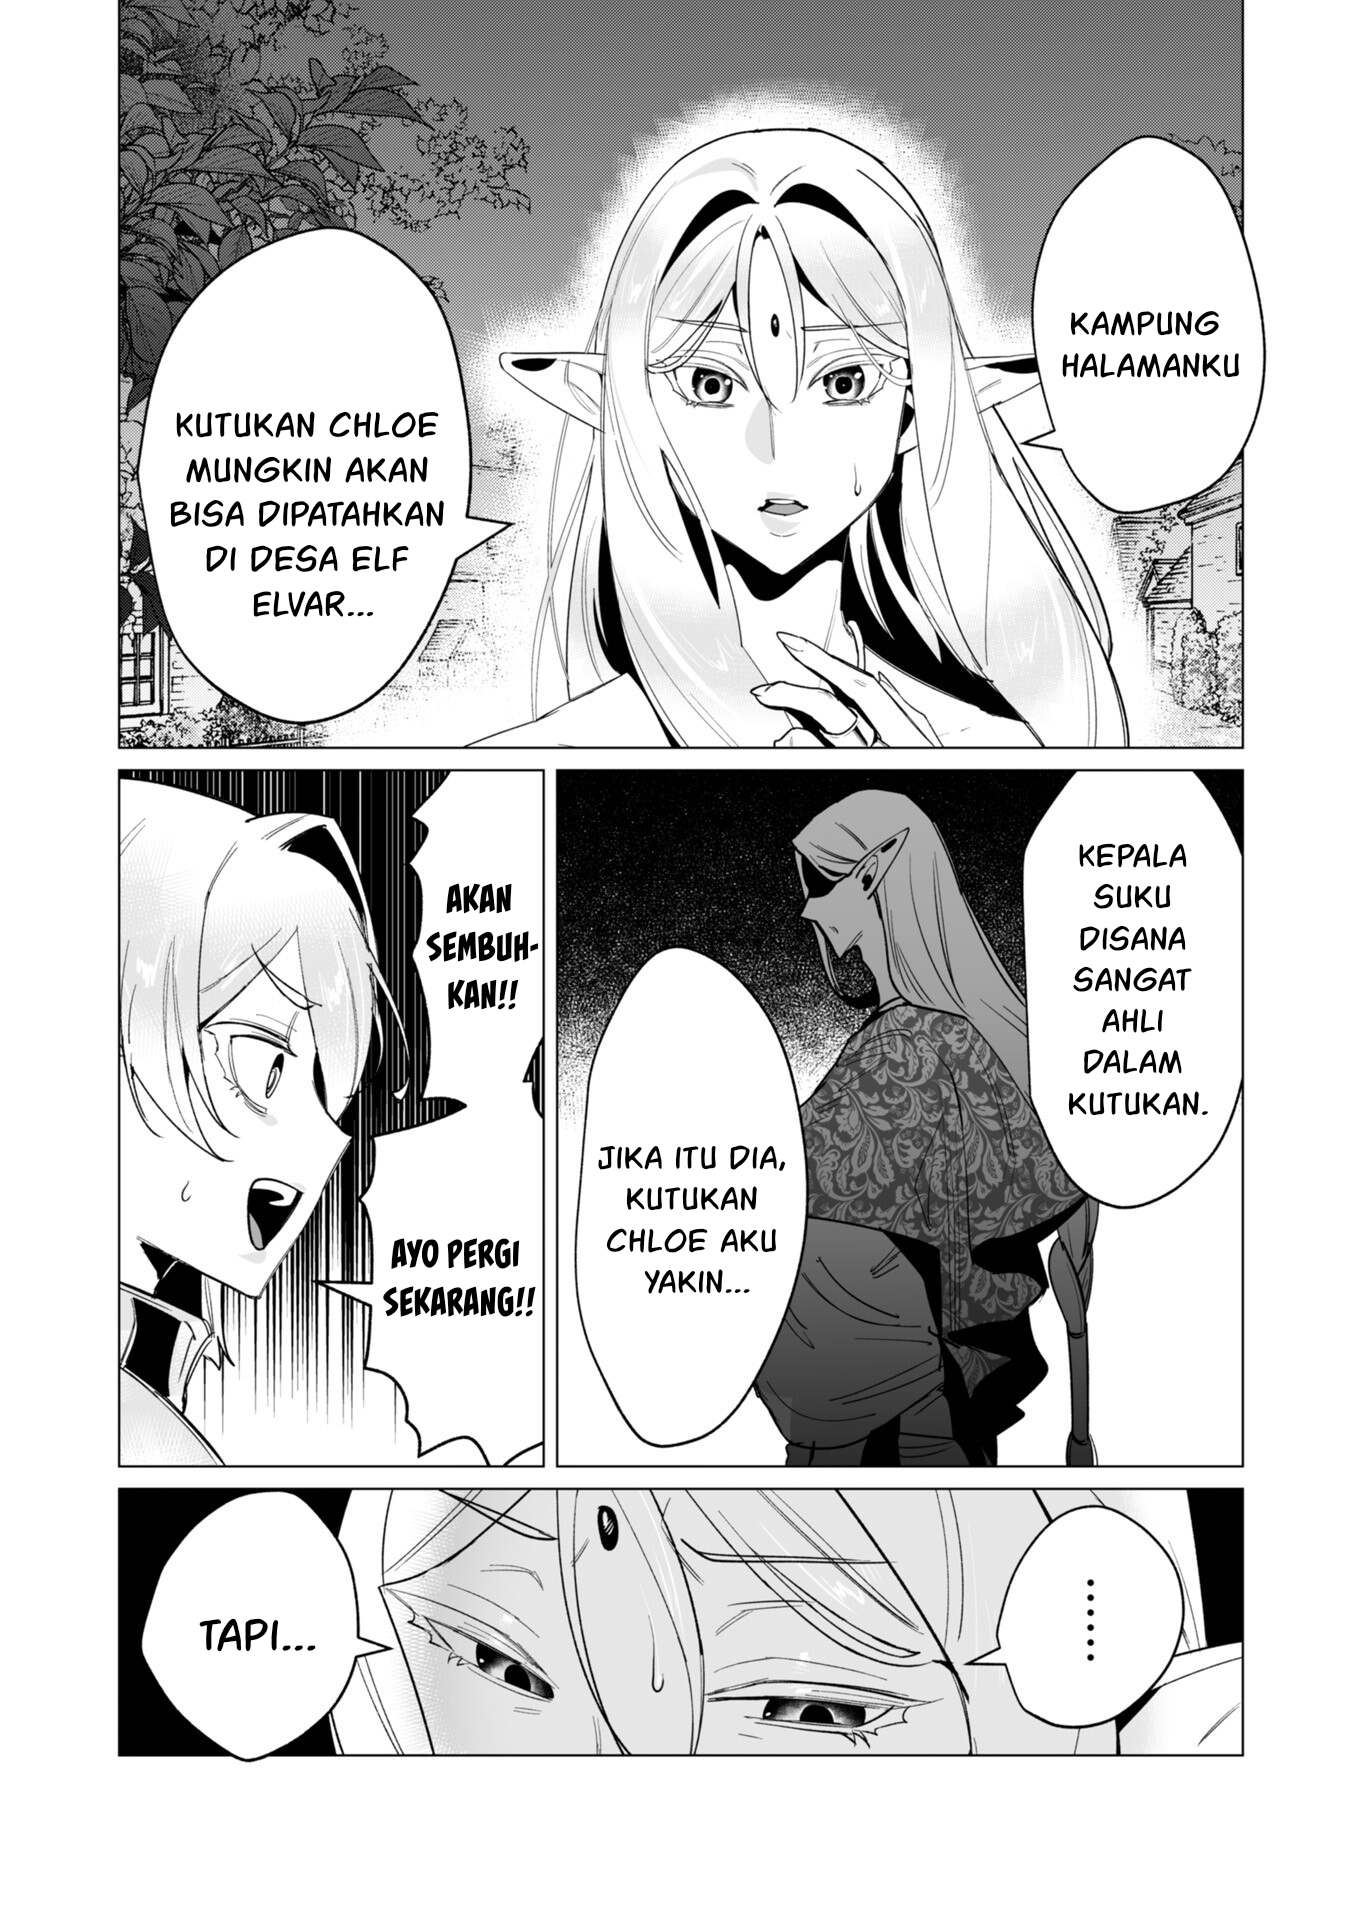 KAMPUNG
HALAMANKU
KUTUKAN CHLOE
MUNGKIN AKAN
BISA DIPATAHKAN
DI DESA ELF
ELVAR...
KEPALA
SUKU
DISANA
SANGAT
AHLI
DALAM
KUTUKAN.
JIKA ITU DIA,
KUTUKAN
CHLOE AKU
YAKIN...
AKAN
SEMBUH-
KAN!!
AYO PERGI
SEKARANG!!
......
TAPI...